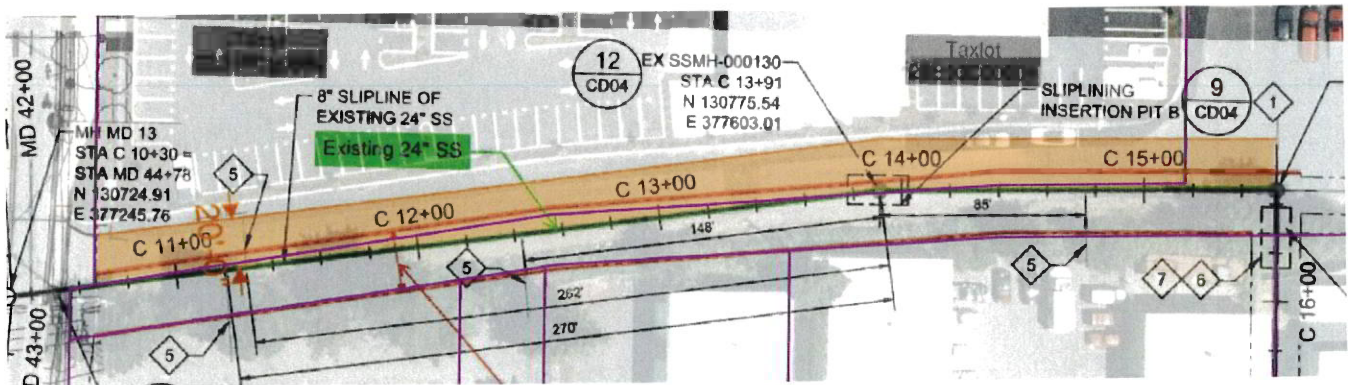 MD 42+00
MH MD 13
STA C 10+30 =
STA MD 44+78
N 130724.91
E 377245.76
5
8" SLIPLINE OF
EXISTING 24" SS
Existing 24" SS
12
CD04
EX SSMH-000130
STA C 13+91
N 130775.54
E 377603.01
Taxlot
SLIPLINING
INSERTION PIT B
9
CD04
1
C 11+00
C 12+00
C 13+00
C 14+00
C 15+00
C 16+00
148'
85'
5
5
262'
270'
7
6
5
D 43+00